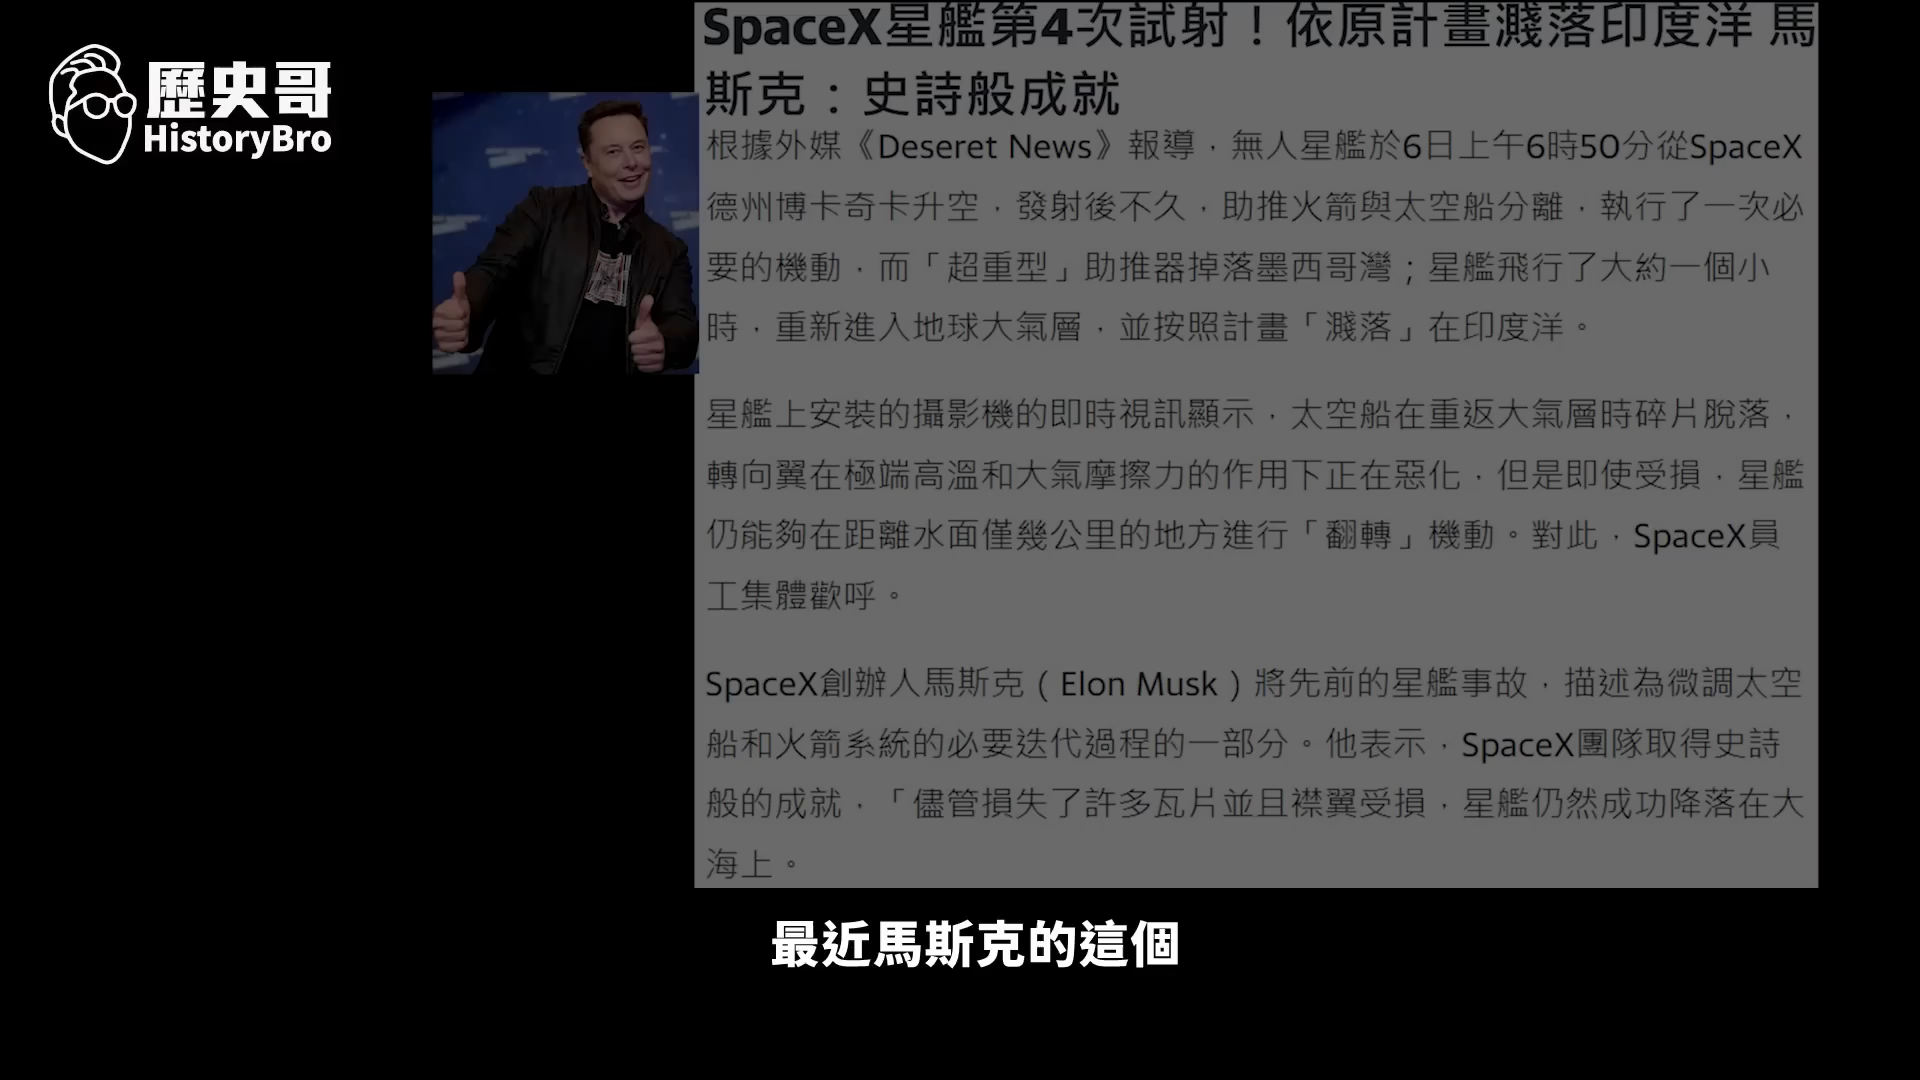 歷史哥
HistoryBro
SpaceX星艦第4次試射！依原計畫濺落印度洋 馬
斯克：史詩般成就
根據外媒《Deseret News》報導，無人星艦於6日上午6時50分從SpaceX
德州博卡奇卡升空，發射後不久，助推火箭與太空船分離，執行了一次必
要的機動，而「超重型」助推器掉落墨西哥灣；星艦飛行了大約一個小
時，重新進入地球大氣層，並按照計畫「濺落」在印度洋。
星艦上安裝的攝影機的即時視訊顯示，太空船在重返大氣層時碎片脫落，
轉向翼在極端高溫和大氣摩擦力的作用下正在惡化，但是即使受損，星艦
仍能夠在距離水面僅幾公里的地方進行「翻轉」機動。對此，SpaceX員
工集體歡呼。
SpaceX創辦人馬斯克（Elon Musk）將先前的星艦事故，描述為微調太空
船和火箭系統的必要迭代過程的一部分。他表示，SpaceX團隊取得史詩
般的成就，「儘管損失了許多瓦片並且襟翼受損，星艦仍然成功降落在大
海上。
最近馬斯克的這個